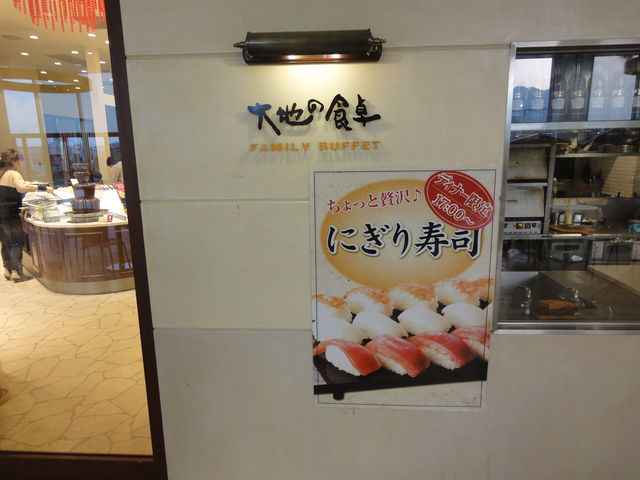 大地の食卓
FAMILY BUFFET
ディナー限定
17:00～
ちょっと贅沢♪
にぎり寿司